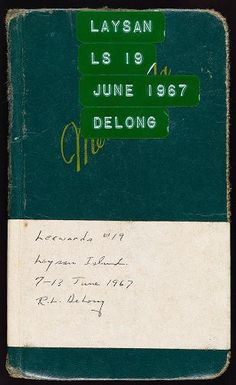 LAYSAN
LS 19
JUNE 1967
DELONG
Leewards #19
Laysan Island.
7-13 June 1967
R.L. DeLong